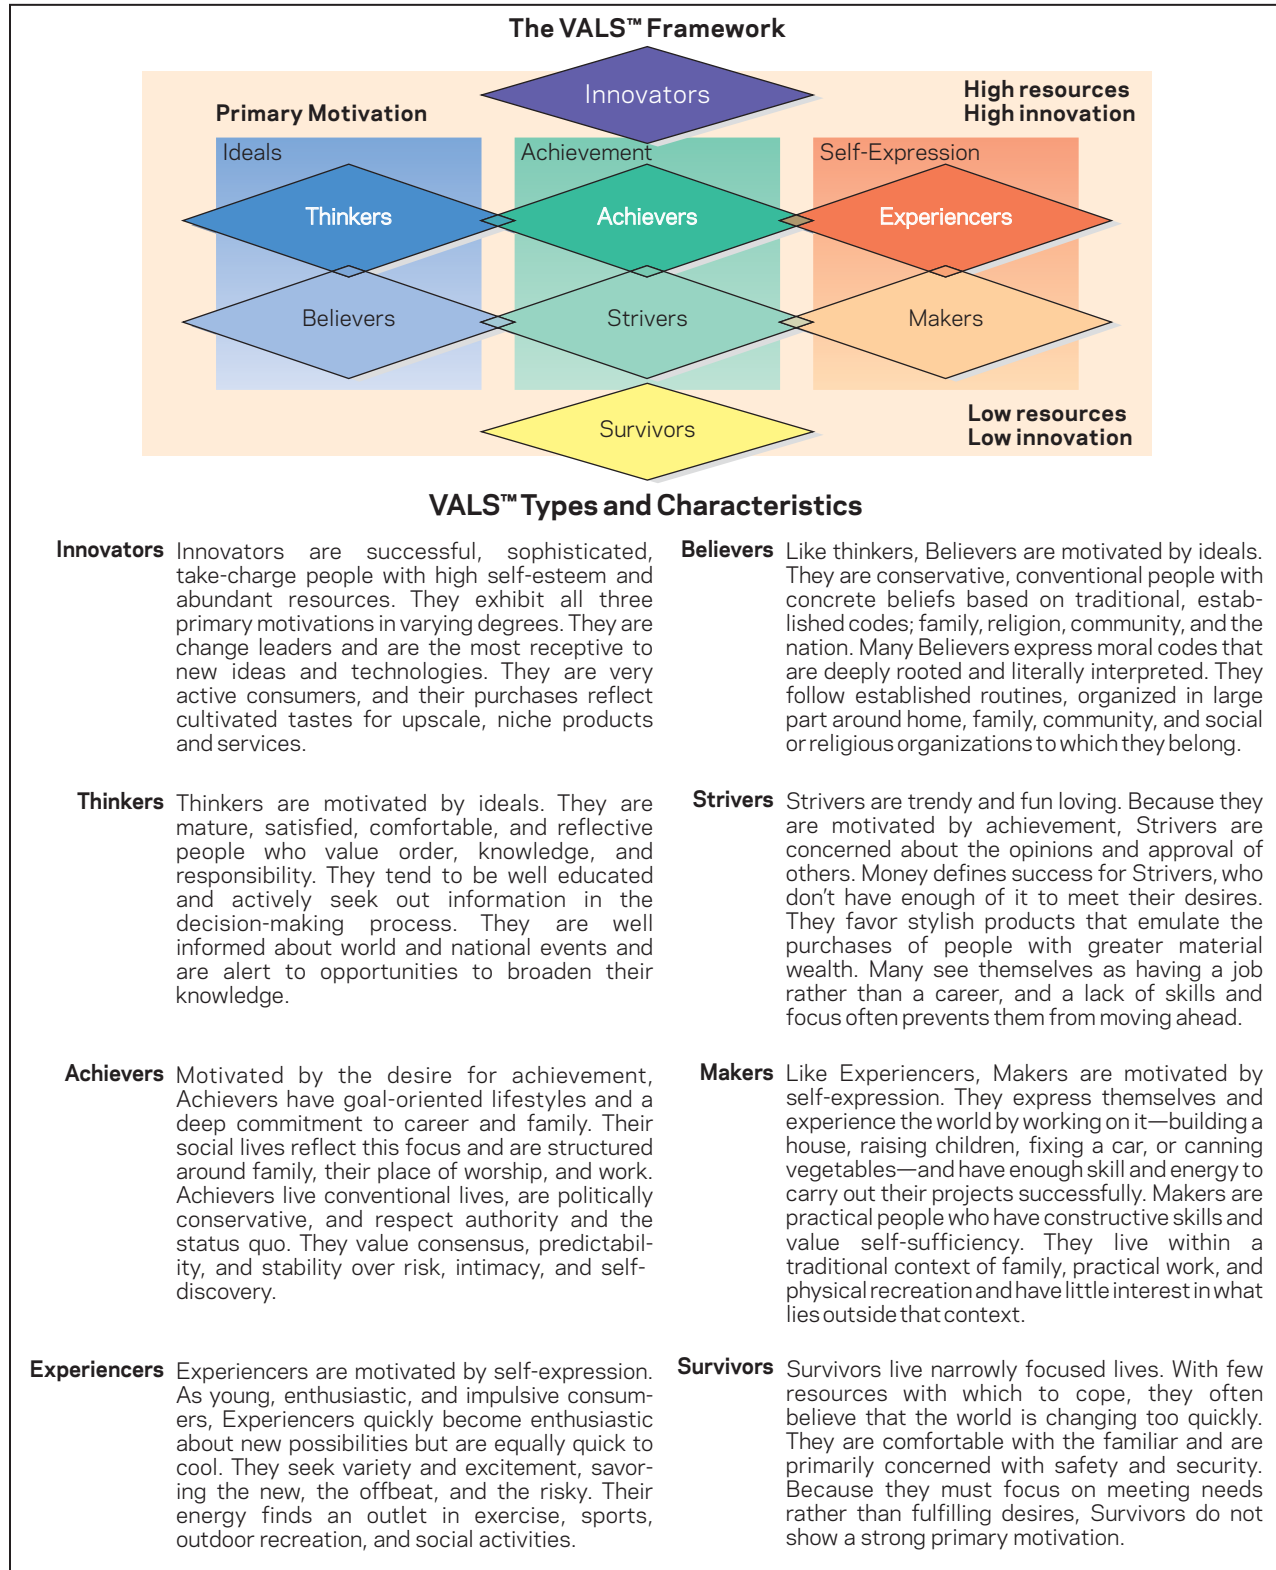 The VALS™ Framework
Innovators
High resources
High innovation
Primary Motivation
Ideals
Achievement
Self-Expression
Thinkers
Achievers
Experiencers
Believers
Strivers
Makers
Survivors
Low resources
Low innovation
VALS™ Types and Characteristics
Innovators Innovators are successful, sophisticated,
take-charge people with high self-esteem and
abundant resources. They exhibit all three
primary motivations in varying degrees. They are
change leaders and are the most receptive to
new ideas and technologies. They are very
active consumers, and their purchases reflect
cultivated tastes for upscale, niche products
and services.
Thinkers Thinkers are motivated by ideals. They are
mature, satisfied, comfortable, and reflective
people who value order, knowledge, and
responsibility. They tend to be well educated
and actively seek out information in the
decision-making process. They are well
informed about world and national events and
are alert to opportunities to broaden their
knowledge.
Achievers Motivated by the desire for achievement,
Achievers have goal-oriented lifestyles and a
deep commitment to career and family. Their
social lives reflect this focus and are structured
around family, their place of worship, and work.
Achievers live conventional lives, are politically
conservative, and respect authority and the
status quo. They value consensus, predictabil-
ity, and stability over risk, intimacy, and self-
discovery.
Experiencers Experiencers are motivated by self-expression.
As young, enthusiastic, and impulsive consum-
ers, Experiencers quickly become enthusiastic
about new possibilities but are equally quick to
cool. They seek variety and excitement, savor-
ing the new, the offbeat, and the risky. Their
energy finds an outlet in exercise, sports,
outdoor recreation, and social activities.
Believers Like thinkers, Believers are motivated by ideals.
They are conservative, conventional people with
concrete beliefs based on traditional, estab-
lished codes; family, religion, community, and the
nation. Many Believers express moral codes that
are deeply rooted and literally interpreted. They
follow established routines, organized in large
part around home, family, community, and social
or religious organizations to which they belong.
Strivers Strivers are trendy and fun loving. Because they
are motivated by achievement, Strivers are
concerned about the opinions and approval of
others. Money defines success for Strivers, who
don't have enough of it to meet their desires.
They favor stylish products that emulate the
purchases of people with greater material
wealth. Many see themselves as having a job
rather than a career, and a lack of skills and
focus often prevents them from moving ahead.
Makers Like Experiencers, Makers are motivated by
self-expression. They express themselves and
experience the world by working on it—building a
house, raising children, fixing a car, or canning
vegetables—and have enough skill and energy to
carry out their projects successfully. Makers are
practical people who have constructive skills and
value self-sufficiency. They live within a
traditional context of family, practical work, and
physical recreation and have little interest in what
lies outside that context.
Survivors Survivors live narrowly focused lives. With few
resources with which to cope, they often
believe that the world is changing too quickly.
They are comfortable with the familiar and are
primarily concerned with safety and security.
Because they must focus on meeting needs
rather than fulfilling desires, Survivors do not
show a strong primary motivation.